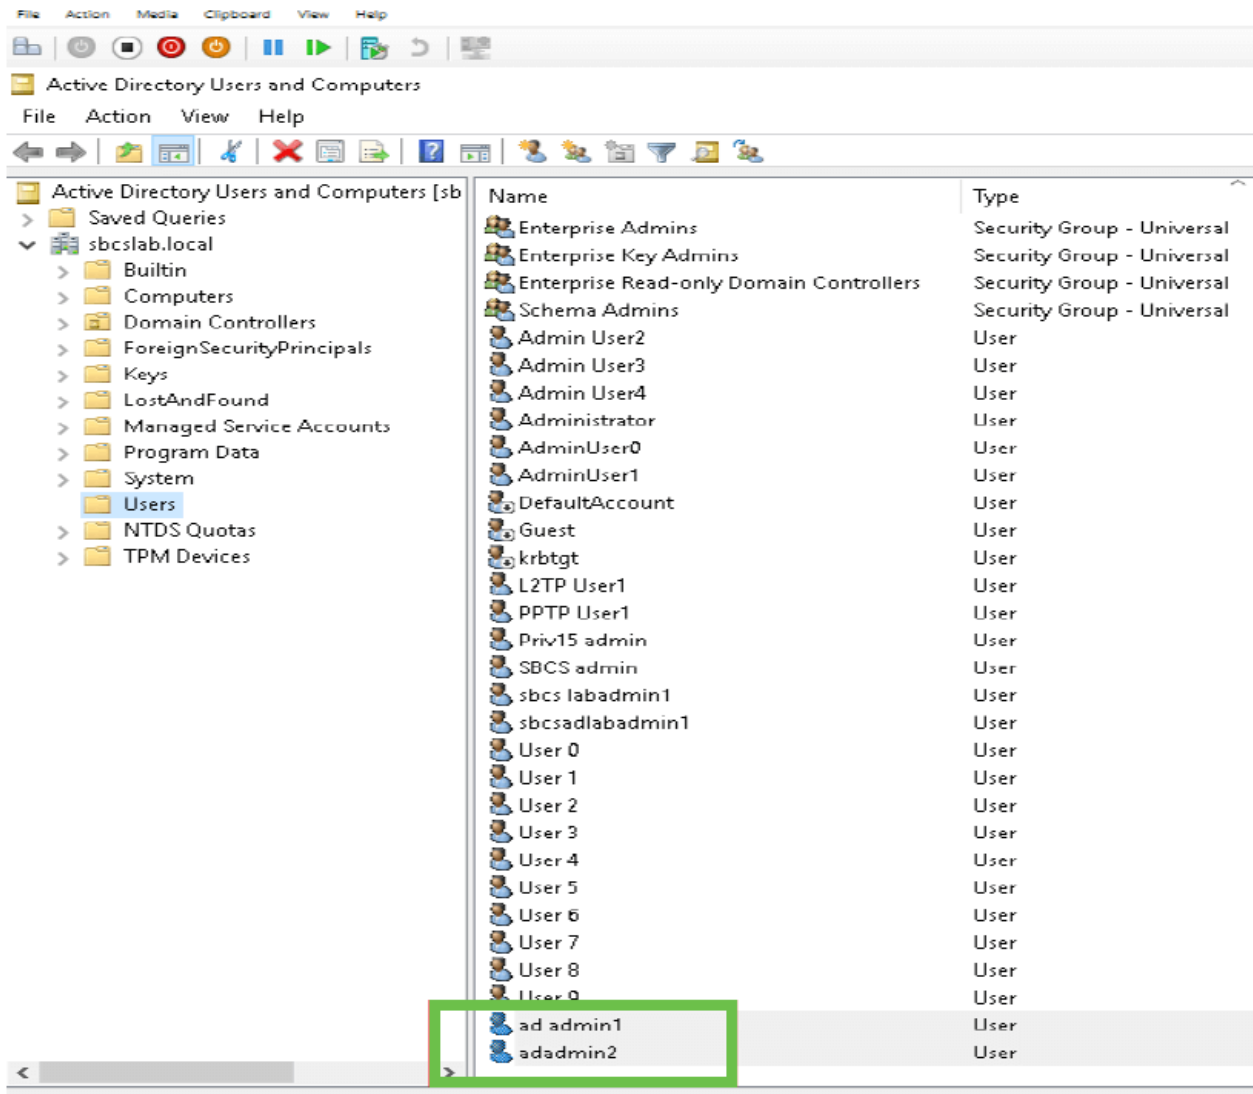 File Action Media Clipboard View Help
Active Directory Users and Computers
File Action View Help
Active Directory Users and Computers [sb
Saved Queries
sbcslab.local
Builtin
Computers
Domain Controllers
ForeignSecurityPrincipals
Keys
LostAndFound
Managed Service Accounts
Program Data
System
Users
NTDS Quotas
TPM Devices
Name Type
Enterprise Admins Security Group - Universal
Enterprise Key Admins Security Group - Universal
Enterprise Read-only Domain Controllers Security Group - Universal
Schema Admins Security Group - Universal
Admin User2 User
Admin User3 User
Admin User4 User
Administrator User
AdminUser0 User
AdminUser1 User
DefaultAccount User
Guest User
krbtgt User
L2TP User1 User
PPTP User1 User
Priv15 admin User
SBCS admin User
sbcs labadmin1 User
sbcsadlabadmin1 User
User 0 User
User 1 User
User 2 User
User 3 User
User 4 User
User 5 User
User 6 User
User 7 User
User 8 User
User 9 User
ad admin1 User
adadmin2 User